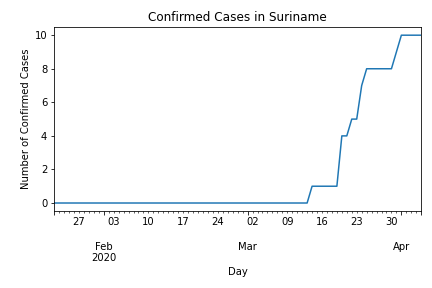 Confirmed Cases in Suriname
10
8
6
4
2
0
Number of Confirmed Cases
27 03 10 17 24 02 09 16 23 30
Feb Mar Apr
2020
Day